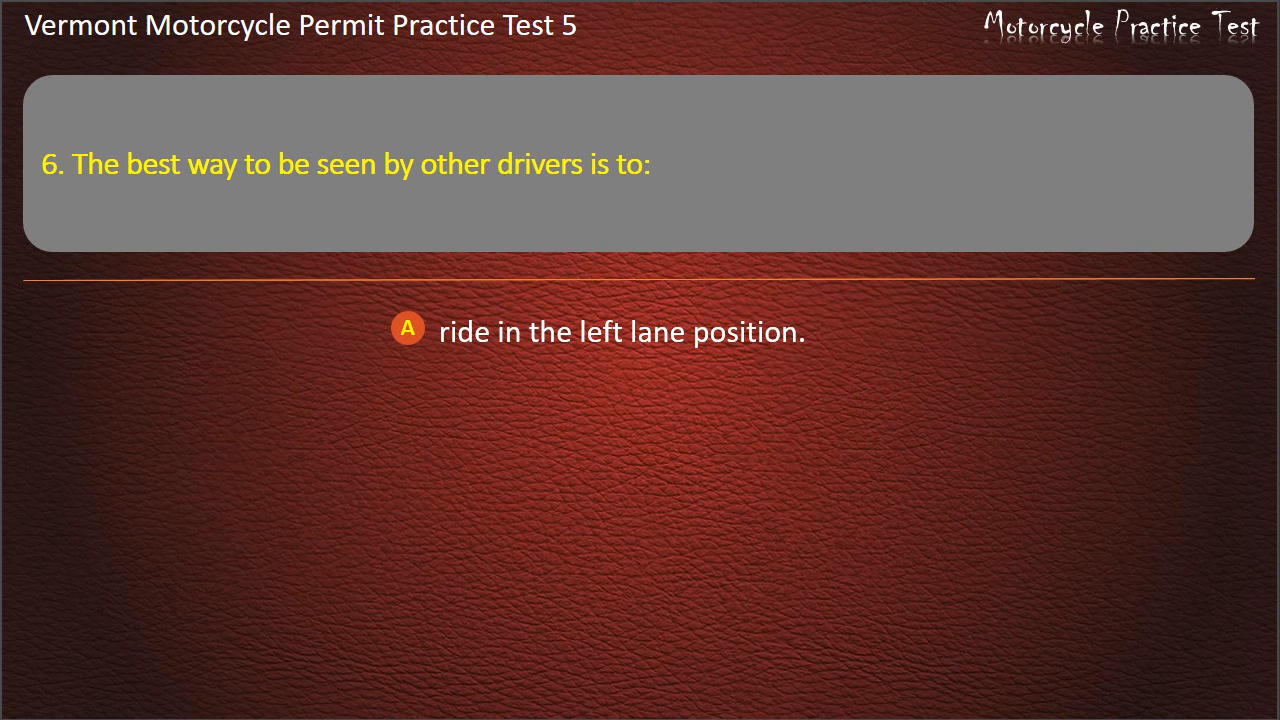 Vermont Motorcycle Permit Practice Test 5
Motorcycle Practice Test
6. The best way to be seen by other drivers is to:
A ride in the left lane position.